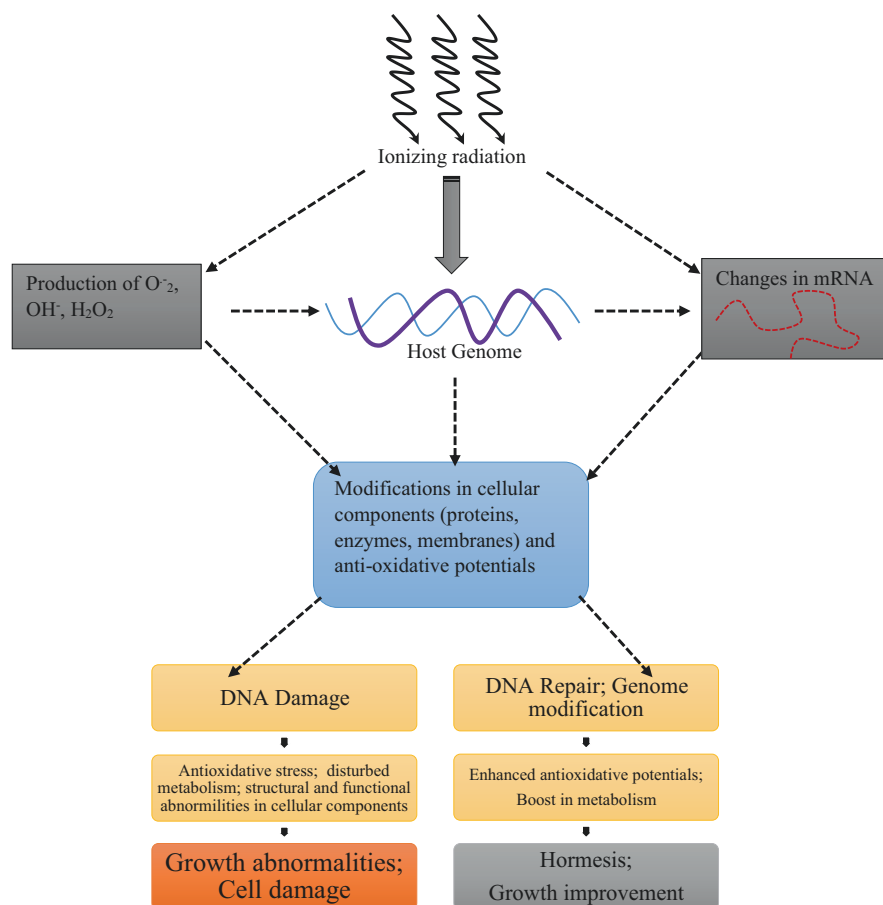 Ionizing radiation
Production of O⁻₂,
OH⁻, H₂O₂
Changes in mRNA
Host Genome
Modifications in cellular
components (proteins,
enzymes, membranes) and
anti-oxidative potentials
DNA Damage
DNA Repair; Genome
modification
Antioxidative stress; disturbed
metabolism; structural and functional
abnormilities in cellular components
Enhanced antioxidative potentials;
Boost in metabolism
Growth abnormalities;
Cell damage
Hormesis;
Growth improvement